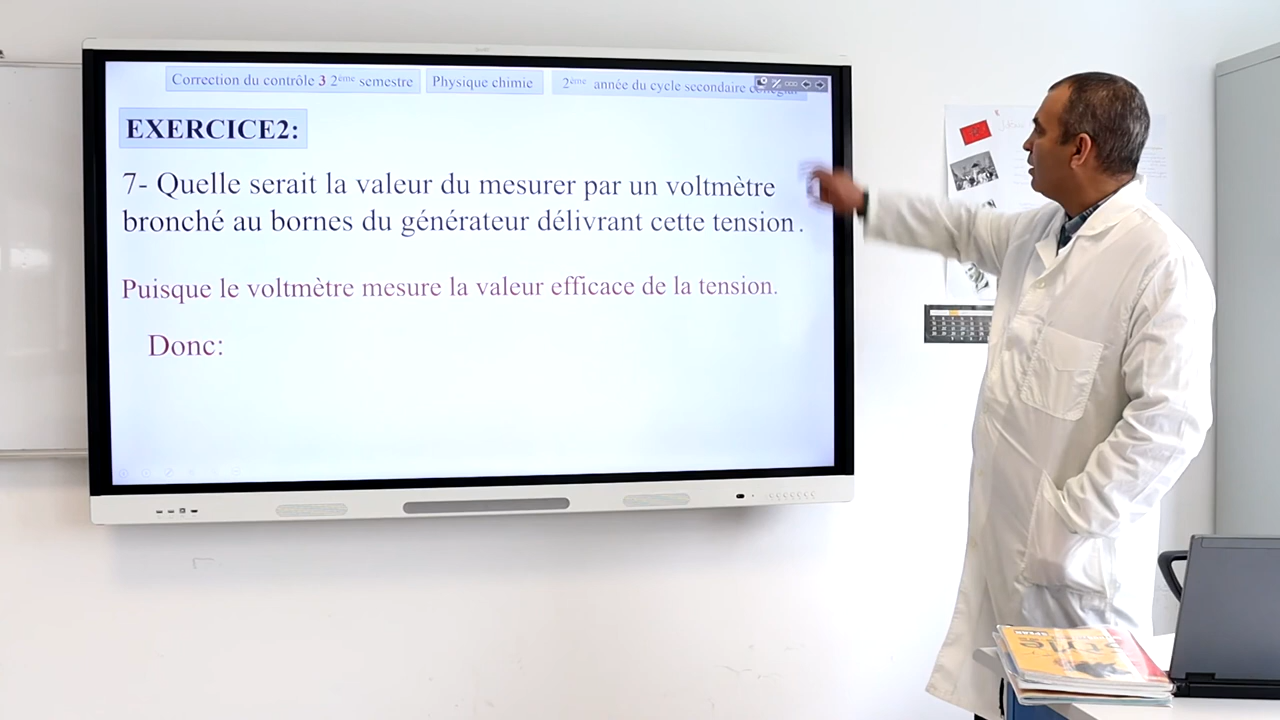 Correction du contrôle 3 2ème semestre
Physique chimie
2ème année du cycle secondaire collégial
EXERCICE2:
7- Quelle serait la valeur du mesurer par un voltmètre
bronché au bornes du générateur délivrant cette tension.
Puisque le voltmètre mesure la valeur efficace de la tension.
Donc: